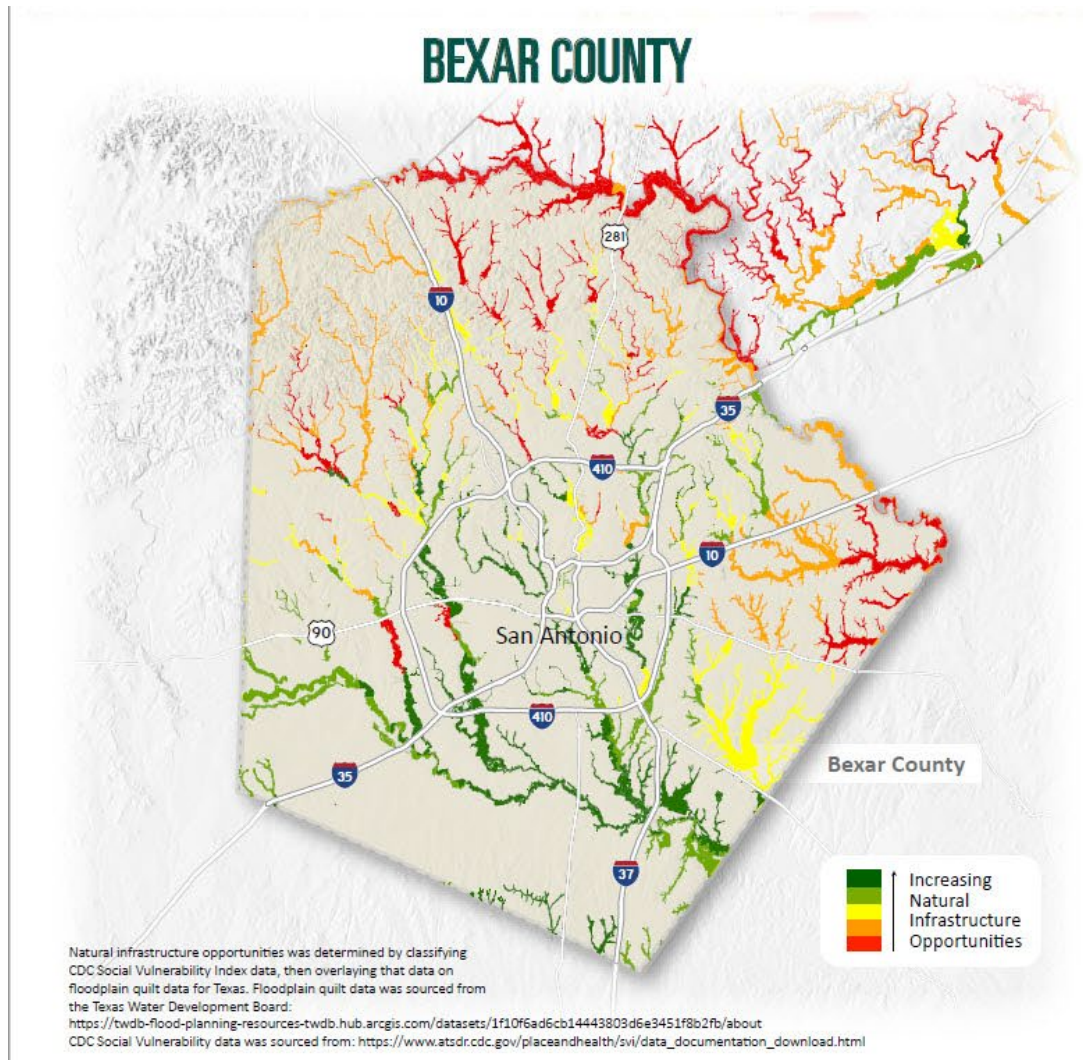 BEXAR COUNTY
281
10
35
410
10
90
San Antonio
410
Bexar County
35
37
Increasing
Natural
Infrastructure
Opportunities
Natural infrastructure opportunities was determined by classifying
CDC Social Vulnerability Index data, then overlaying that data on
floodplain quilt data for Texas. Floodplain quilt data was sourced from
the Texas Water Development Board:
https://twdb-flood-planning-resources-twdb.hub.arcgis.com/datasets/1f10f6ad6cb14443803d6e3451f8b2fb/about
CDC Social Vulnerability data was sourced from: https://www.atsdr.cdc.gov/placeandhealth/svi/data_documentation_download.html